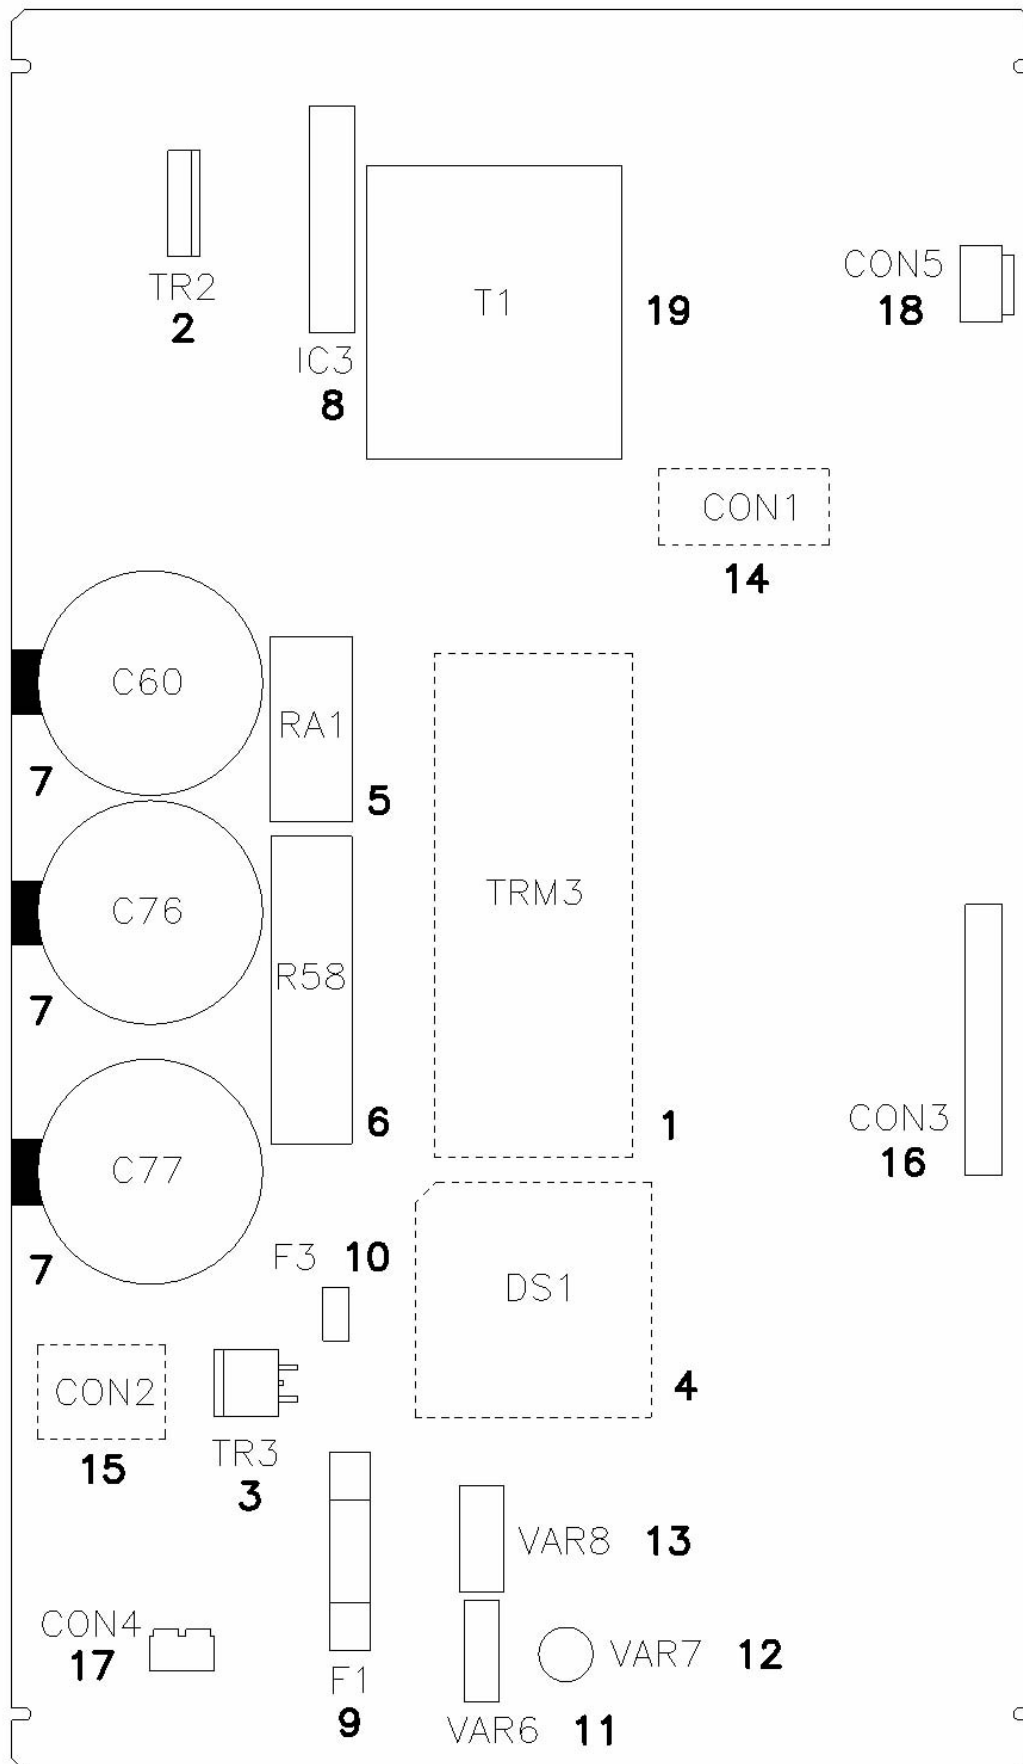 TR2
2
IC3
8
T1
19
CON5
18
CON1
14
C60
7
RA1
5
C76
7
R58
6
TRM3
1
CON3
16
C77
7
F3 10
DS1
4
CON2
15
TR3
3
VAR8 13
CON4
17
F1
9
VAR7 12
VAR6 11